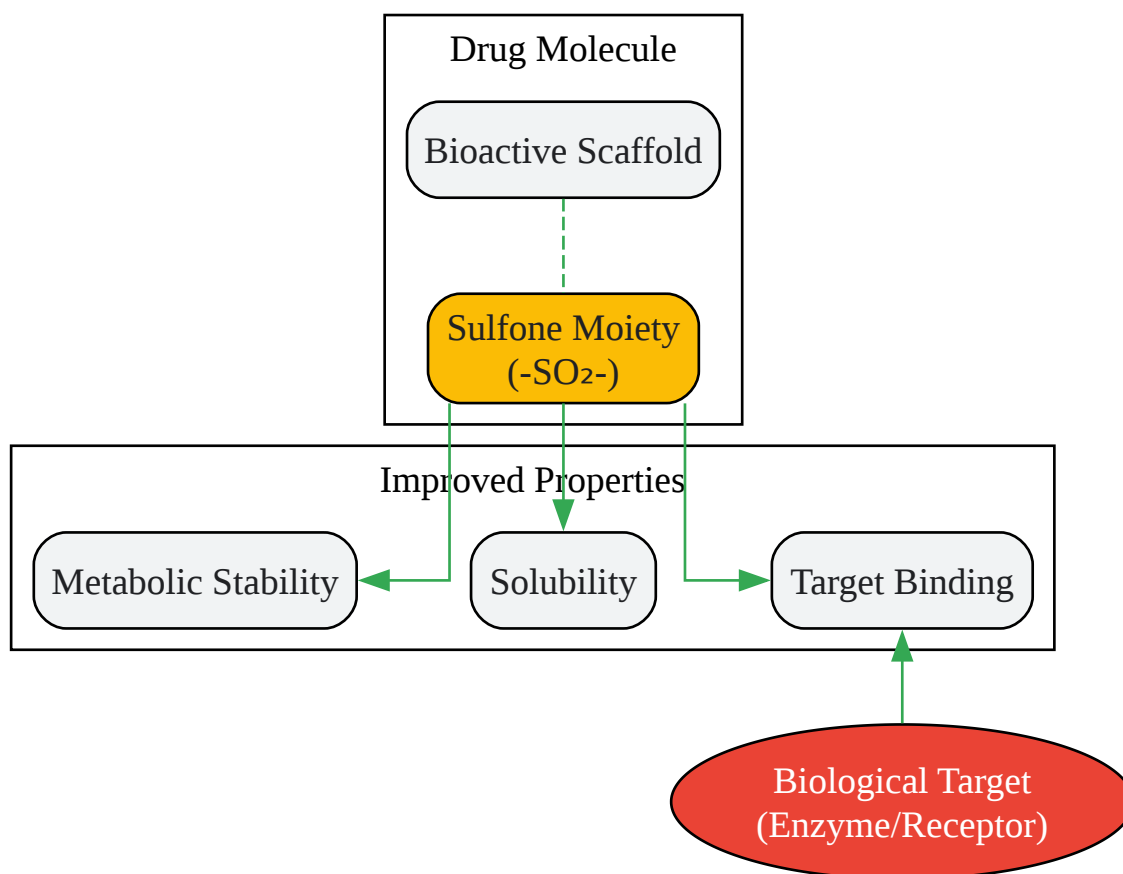 Drug Molecule
Bioactive Scaffold
Sulfone Moiety
(-SO₂-)
Improved Properties
Metabolic Stability
Solubility
Target Binding
Biological Target
(Enzyme/Receptor)